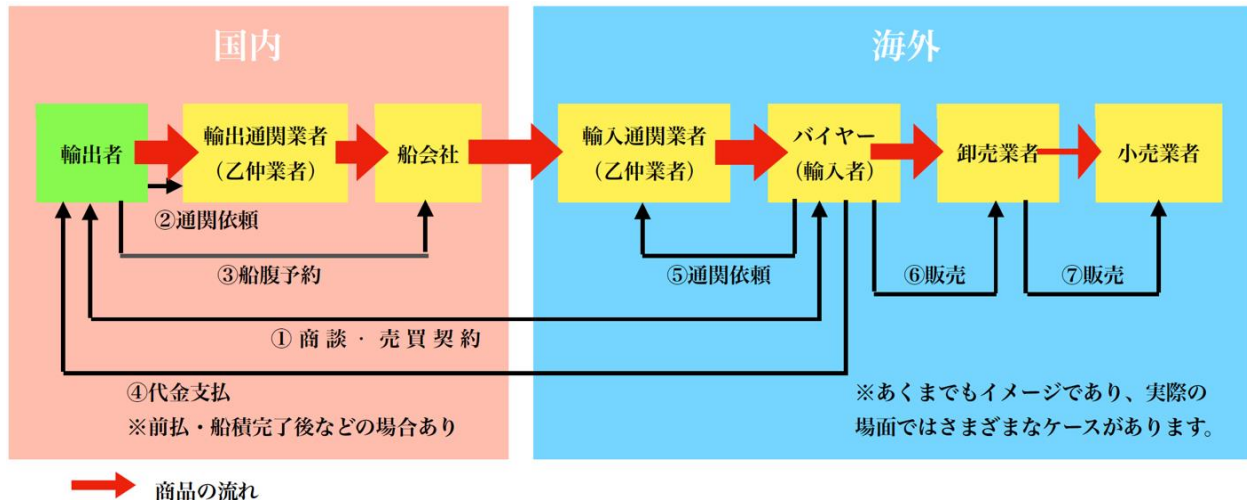 国内
海外
輸出者
輸出通関業者
（乙仲業者）
船会社
輸入通関業者
（乙仲業者）
バイヤー
（輸入者）
卸売業者
小売業者
②通関依頼
③船腹予約
⑤通関依頼
⑥販売
⑦販売
①商談・売買契約
④代金支払
※前払・船積完了後などの場合あり
※あくまでもイメージであり、実際の
場面ではさまざまなケースがあります。
商品の流れ